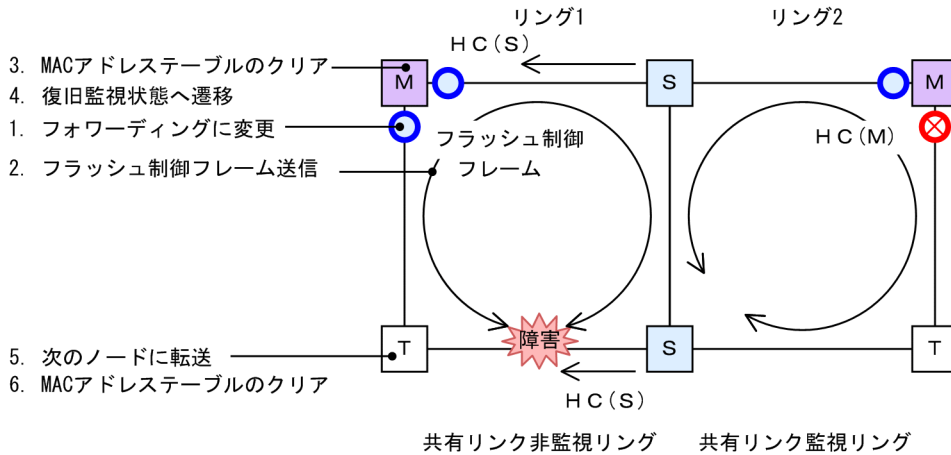 リング1
リング2
HC(S)
3. MACアドレステーブルのクリア
M
S
M
4. 復旧監視状態へ遷移
1. フォワーディングに変更
フラッシュ制御
フレーム
HC(M)
2. フラッシュ制御フレーム送信
障害
5. 次のノードに転送
T
S
T
6. MACアドレステーブルのクリア
HC(S)
共有リンク非監視リング
共有リンク監視リング